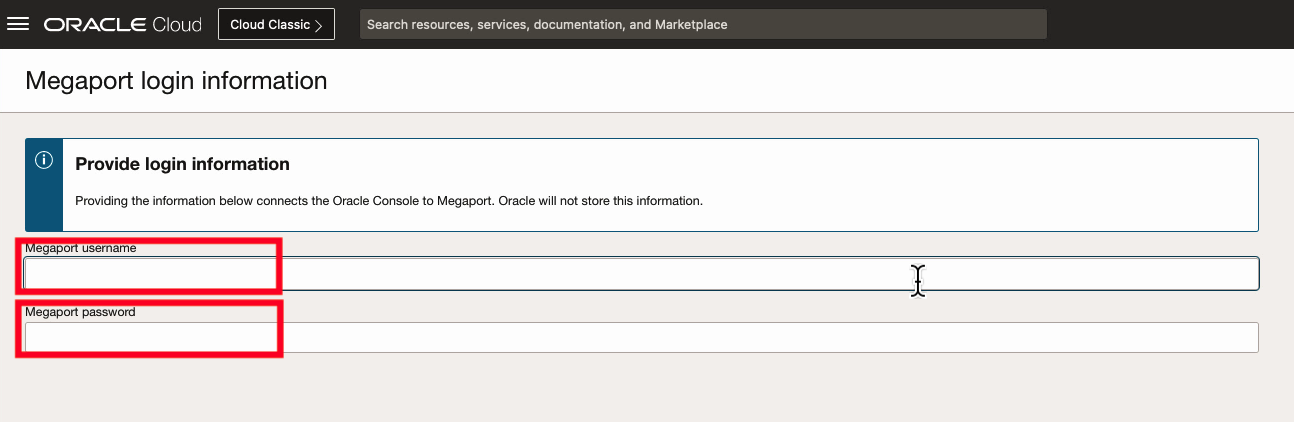 ORACLE Cloud Cloud Classic > Search resources, services, documentation, and Marketplace
Megaport login information
Provide login information
Providing the information below connects the Oracle Console to Megaport. Oracle will not store this information.
Megaport username
Megaport password